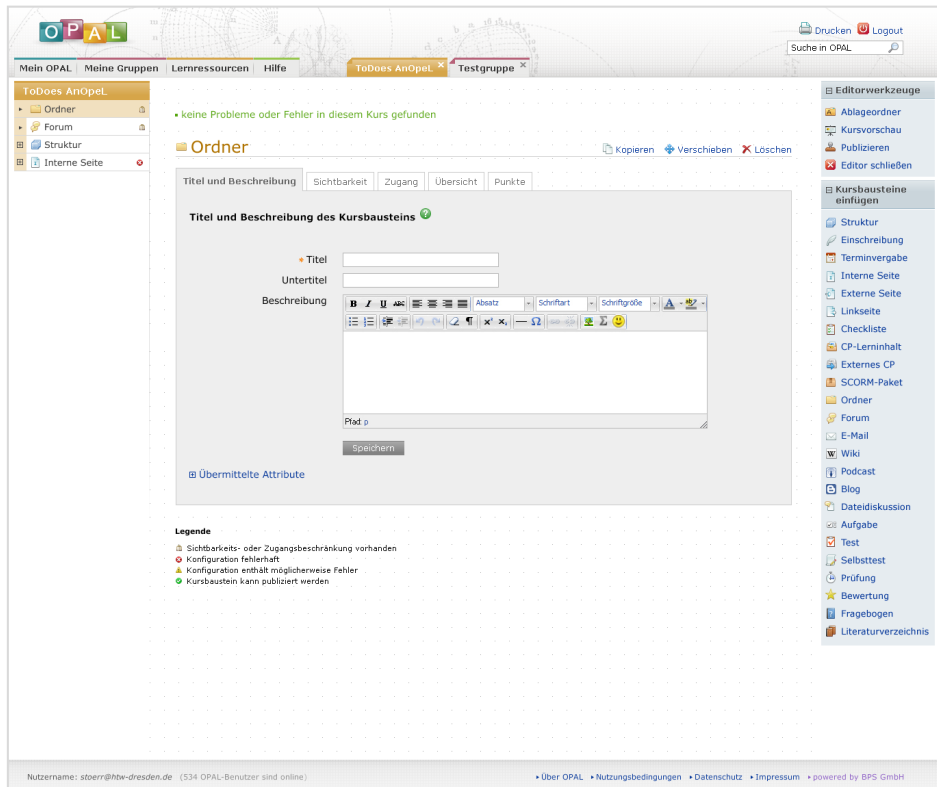 OPAL
Drucken Logout
Suche in OPAL
Mein OPAL Meine Gruppen Lernressourcen Hilfe ToDoes AnOpeL × Testgruppe ×
ToDoes AnOpeL
Ordner
Forum
Struktur
Interne Seite
keine Probleme oder Fehler in diesem Kurs gefunden
Ordner
Kopieren Verschieben Löschen
Titel und Beschreibung Sichtbarkeit Zugang Übersicht Punkte
Titel und Beschreibung des Kursbausteins ?
* Titel
Untertitel
Beschreibung
B I U ABC Absatz Schriftart Schriftgröße A ab
x² x₂ — Ω Σ
Pfad: p
Speichern
Übermittelte Attribute
Legende
Sichtbarkeits- oder Zugangsbeschränkung vorhanden
Konfiguration fehlerhaft
Konfiguration enthält möglicherweise Fehler
Kursbaustein kann publiziert werden
Editorwerkzeuge
Ablageordner
Kursvorschau
Publizieren
Editor schließen
Kursbausteine
einfügen
Struktur
Einschreibung
Terminvergabe
Interne Seite
Externe Seite
Linkseite
Checkliste
CP-Lerninhalt
Externes CP
SCORM-Paket
Ordner
Forum
E-Mail
Wiki
Podcast
Blog
Dateidiskussion
Aufgabe
Test
Selbsttest
Prüfung
Bewertung
Fragebogen
Literaturverzeichnis
Nutzername: stoerr@htw-dresden.de (534 OPAL-Benutzer sind online) Über OPAL Nutzungsbedingungen Datenschutz Impressum powered by BPS GmbH